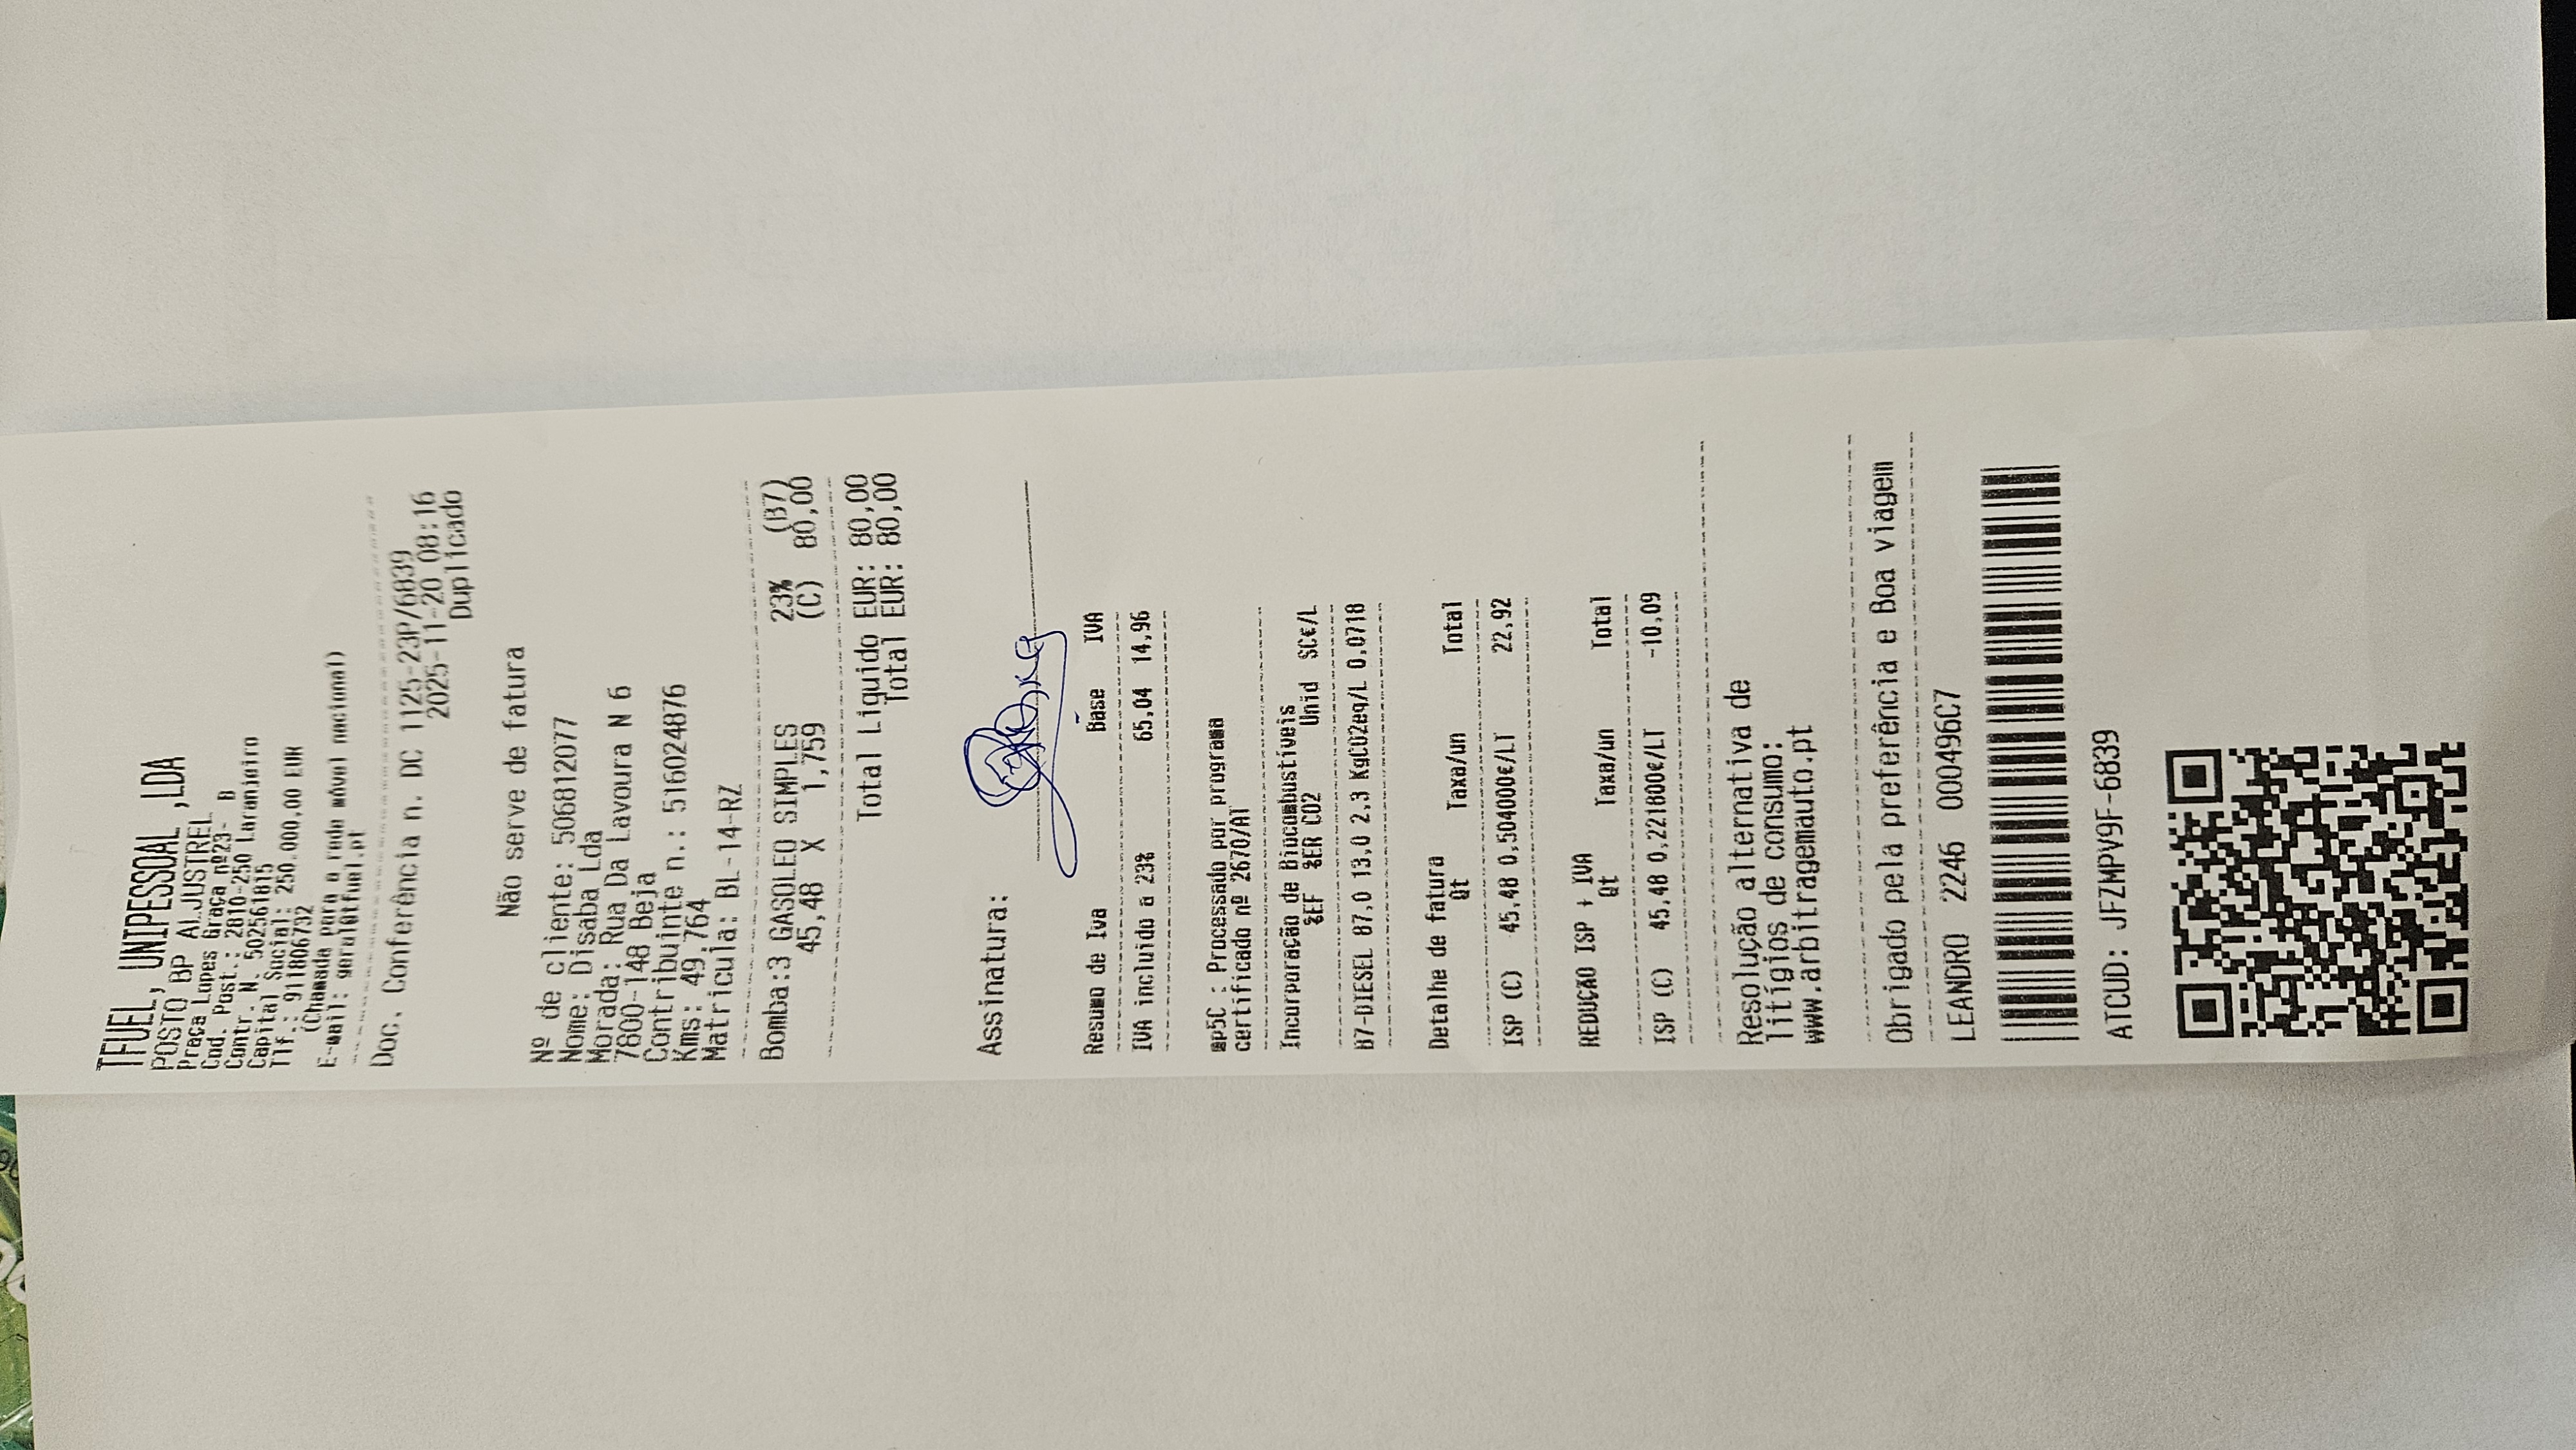 TFUEL, UNIPESSOAL ,LDA
POSTO BP ALJUSTREL
Praça Lopes Graça nº23- B
Cod. Post.: 2810-250 Laranjeiro
Contr. N. 502561815
Capital Social: 250.000,00 EUR
Tlf.: 911806732
(Chamada para a rede móvel nacional)
E-mail: geral@tfuel.pt
Doc. Conferência n. DC 1125-23P/6839
2025-11-20 08:16
Duplicado
Não serve de fatura
Nº de cliente: 506812077
Nome: Disaba Lda
Morada: Rua Da Lavoura N 6
7800-148 Beja
Contribuinte n.: 516024876
Kms: 49.764
Matricula: BL-14-RZ
Bomba:3 GASOLEO SIMPLES 23% (B7)
45,48 X 1,759 (C) 80,00
Total Liquido EUR: 80,00
Total EUR: 80,00
Assinatura:
Resumo de Iva Base IVA
IVA incluido a 23% 65,04 14,96
mp5C : Processado por programa
certificado nº 2670/AT
Incorporação de Biocombustiveis
%EF %ER CO2 Unid SC€/L
B7-DIESEL 87,0 13,0 2,3 KgCO2eq/L 0,0718
Detalhe de fatura
Qt Taxa/un Total
ISP (C) 45,48 0,504000€/LT 22,92
REDUÇÃO ISP + IVA
Qt Taxa/un Total
ISP (C) 45,48 0,221800€/LT -10,09
Resolução alternativa de
litígios de consumo:
www.arbitragemauto.pt
Obrigado pela preferência e Boa viagem
LEANDRO 2246 000496C7
ATCUD: JFZMPV9F-6839